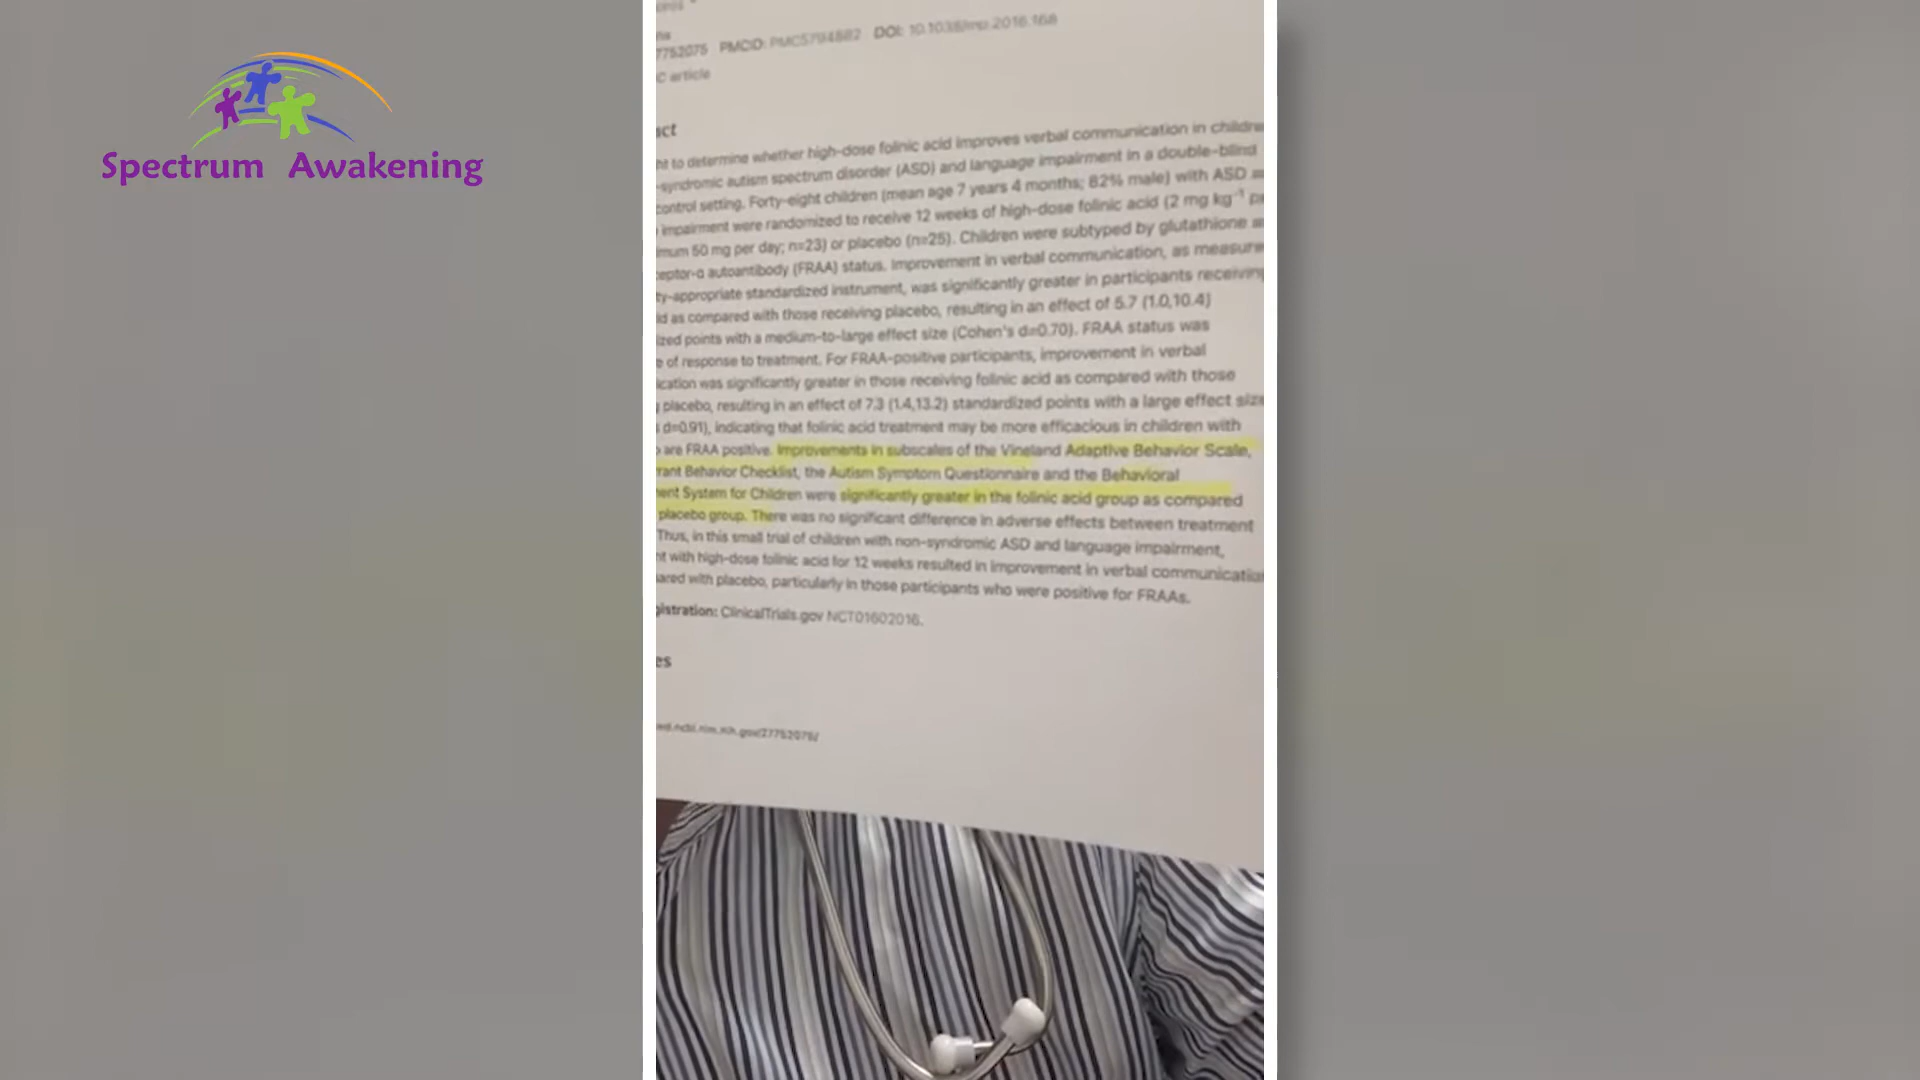 Spectrum Awakening
7752075 PMCID: PMC5794882 DOI: 10.1038/mp.2016.168
C article
act
ht to determine whether high-dose folinic acid improves verbal communication in childre
-syndromic autism spectrum disorder (ASD) and language impairment in a double-blind
control setting. Forty-eight children (mean age 7 years 4 months; 82% male) with ASD a
impairment were randomized to receive 12 weeks of high-dose folinic acid (2 mg kg⁻¹ pe
mum 50 mg per day; n=23) or placebo (n=25). Children were subtyped by glutathione a
eptor-α autoantibody (FRAA) status. Improvement in verbal communication, as measure
ty-appropriate standardized instrument, was significantly greater in participants receiving
id as compared with those receiving placebo, resulting in an effect of 5.7 (1.0,10.4)
ized points with a medium-to-large effect size (Cohen's d=0.70). FRAA status was
e of response to treatment. For FRAA-positive participants, improvement in verbal
ication was significantly greater in those receiving folinic acid as compared with those
placebo, resulting in an effect of 7.3 (1.4,13.2) standardized points with a large effect size
d=0.91), indicating that folinic acid treatment may be more efficacious in children with
are FRAA positive. Improvements in subscales of the Vineland Adaptive Behavior Scale,
rant Behavior Checklist, the Autism Symptom Questionnaire and the Behavioral
ent System for Children were significantly greater in the folinic acid group as compared
placebo group. There was no significant difference in adverse effects between treatment
Thus, in this small trial of children with non-syndromic ASD and language impairment,
nt with high-dose folinic acid for 12 weeks resulted in improvement in verbal communication
ared with placebo, particularly in those participants who were positive for FRAAs.
gistration: ClinicalTrials.gov NCT01602016.
es
ed.ncbi.nlm.nih.gov/27752075/